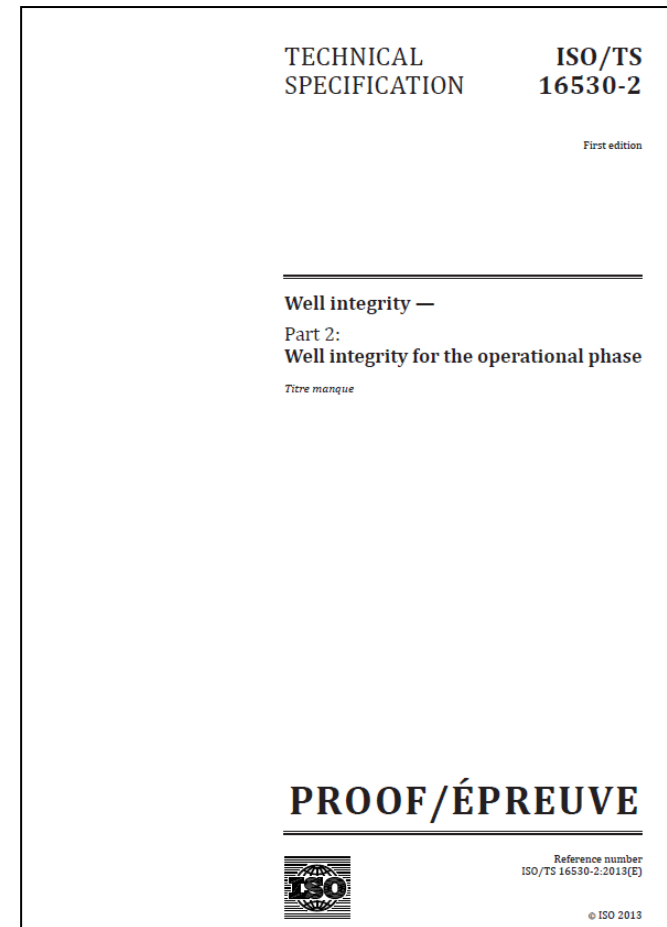 TECHNICAL SPECIFICATION
ISO/TS 16530-2
First edition
Well integrity —
Part 2:
Well integrity for the operational phase
Titre manque
PROOF/ÉPREUVE
ISO
Reference number
ISO/TS 16530-2:2013(E)
© ISO 2013